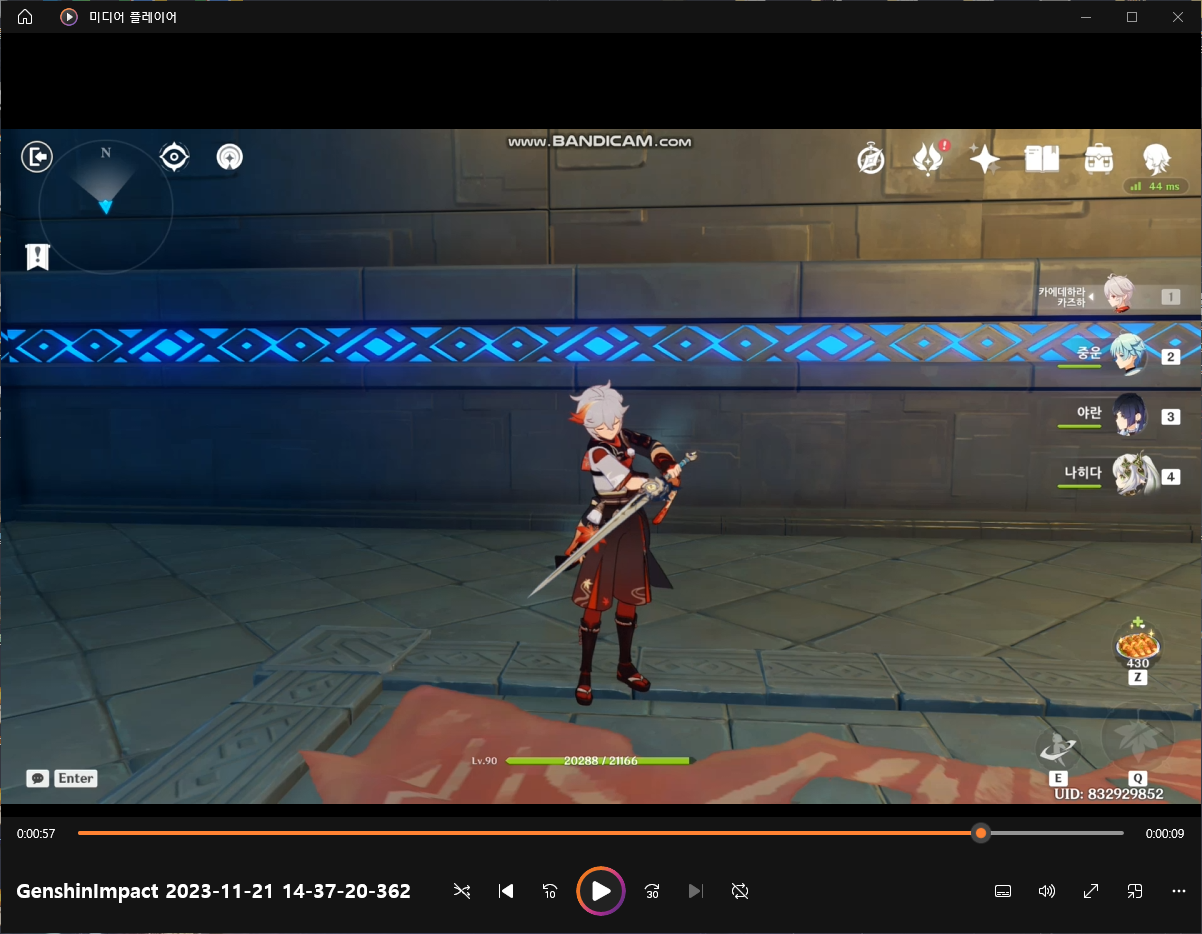 미디어 플레이어
www.BANDICAM.com
N
!
44 ms
카에데하라
카즈하
1
중운
2
야란
3
나히다
4
430
Z
Lv.90
20288 / 21166
Enter
E
Q
UID: 832929852
0:00:57
0:00:09
GenshinImpact 2023-11-21 14-37-20-362
10
30